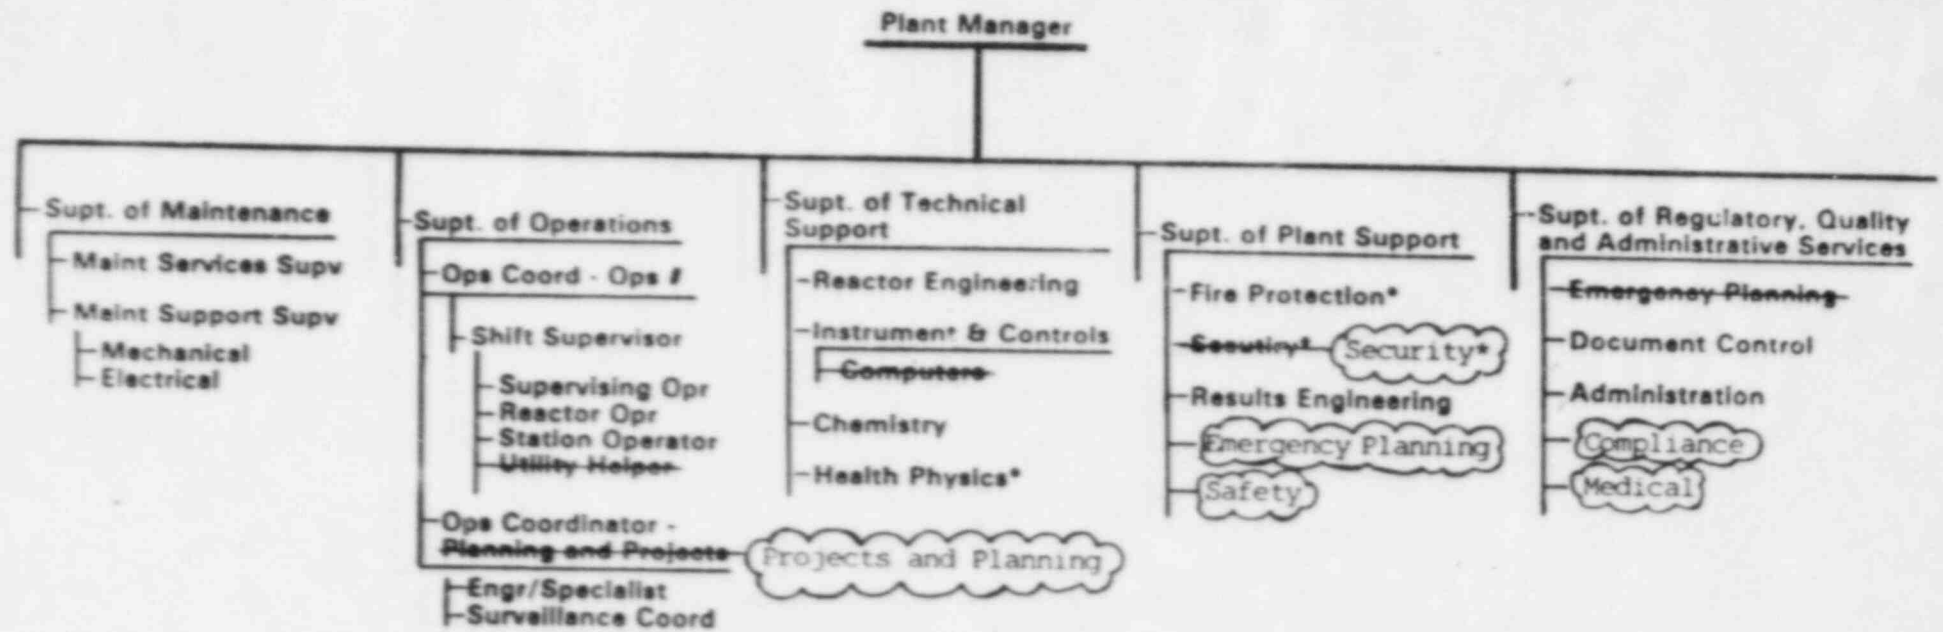 Plant Manager
Supt. of Maintenance
Maint Services Supv
Maint Support Supv
Mechanical
Electrical
Supt. of Operations
Ops Coord - Ops #
Shift Supervisor
Supervising Opr
Reactor Opr
Station Operator
Utility Helper
Ops Coordinator -
Planning and Projects
Projects and Planning
Engr/Specialist
Surveillance Coord
Supt. of Technical
Support
Reactor Engineering
Instrument & Controls
Computers
Chemistry
Health Physics*
Supt. of Plant Support
Fire Protection*
Secutiry* Security*
Results Engineering
Emergency Planning
Safety
Supt. of Regulatory, Quality
and Administrative Services
Emergency Planning
Document Control
Administration
Compliance
Medical